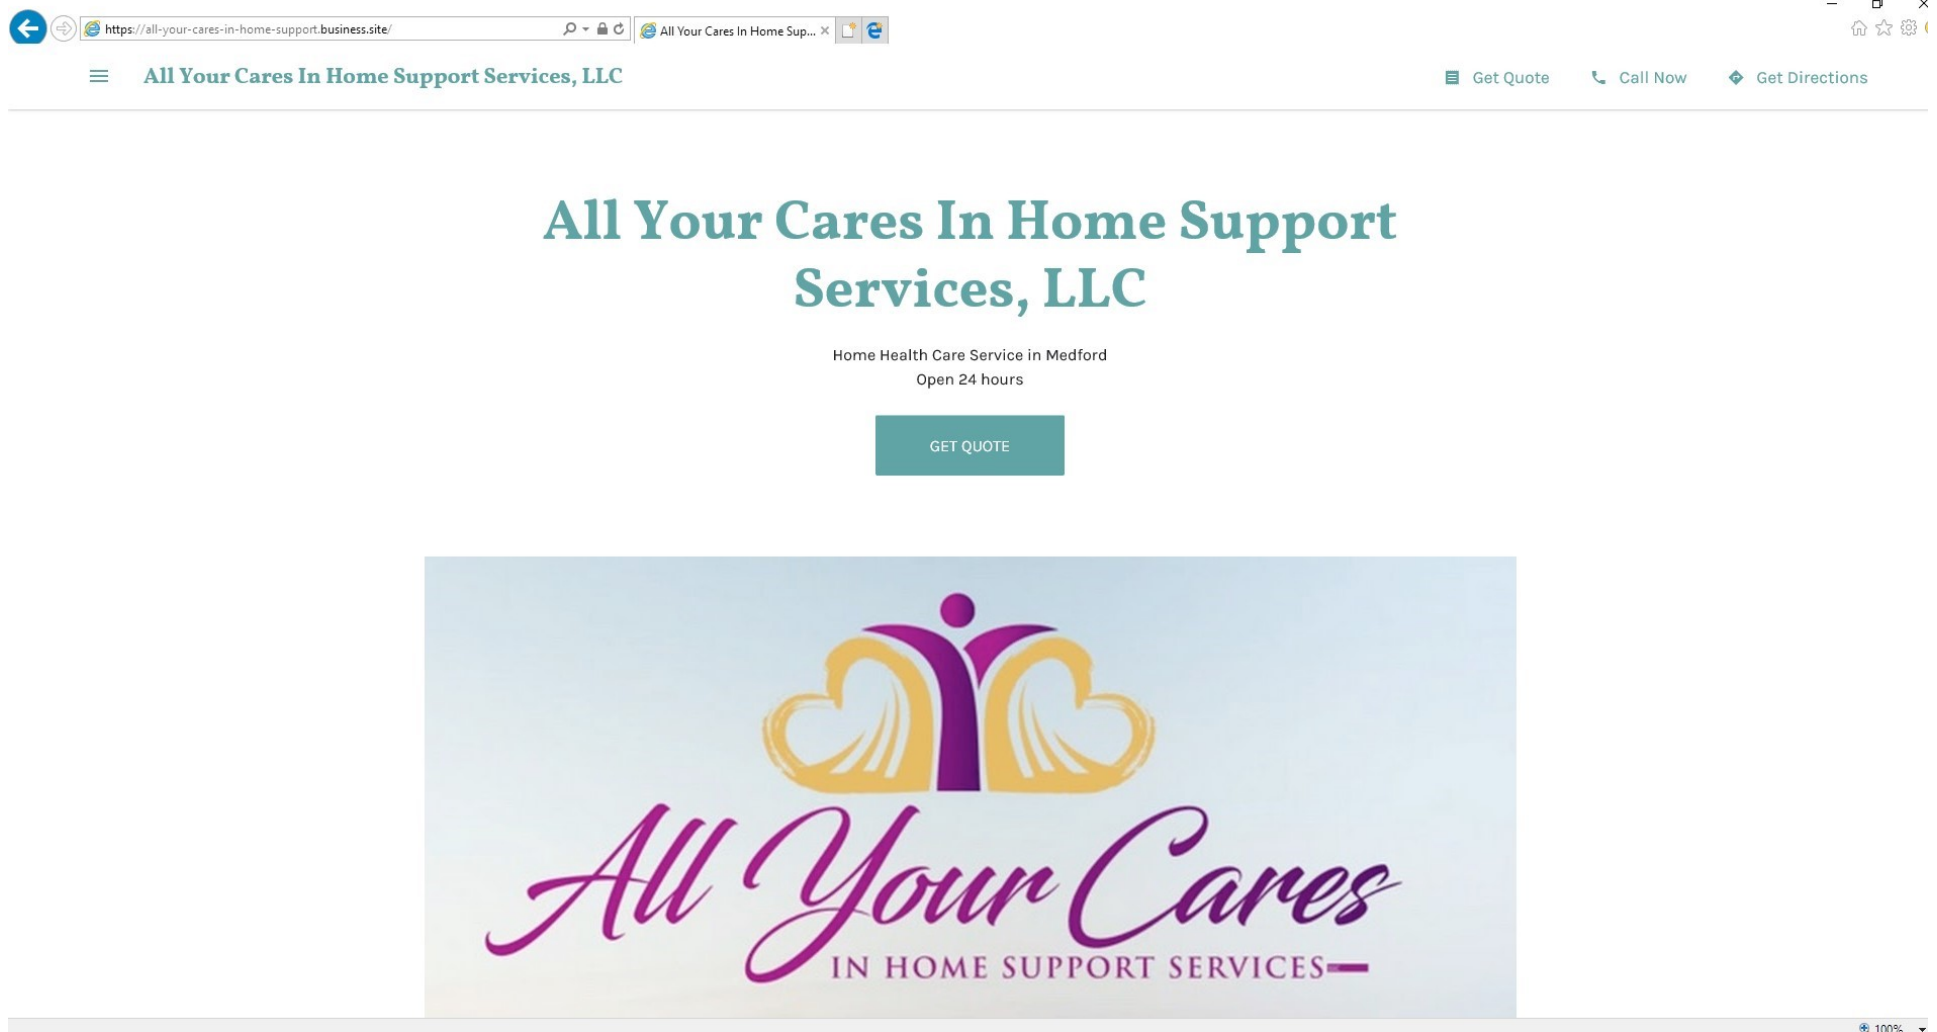 https://all-your-cares-in-home-support.business.site/
All Your Cares In Home Sup...
All Your Cares In Home Support Services, LLC
Get Quote
Call Now
Get Directions
All Your Cares In Home Support
Services, LLC
Home Health Care Service in Medford
Open 24 hours
GET QUOTE
All Your Cares
IN HOME SUPPORT SERVICES
100%